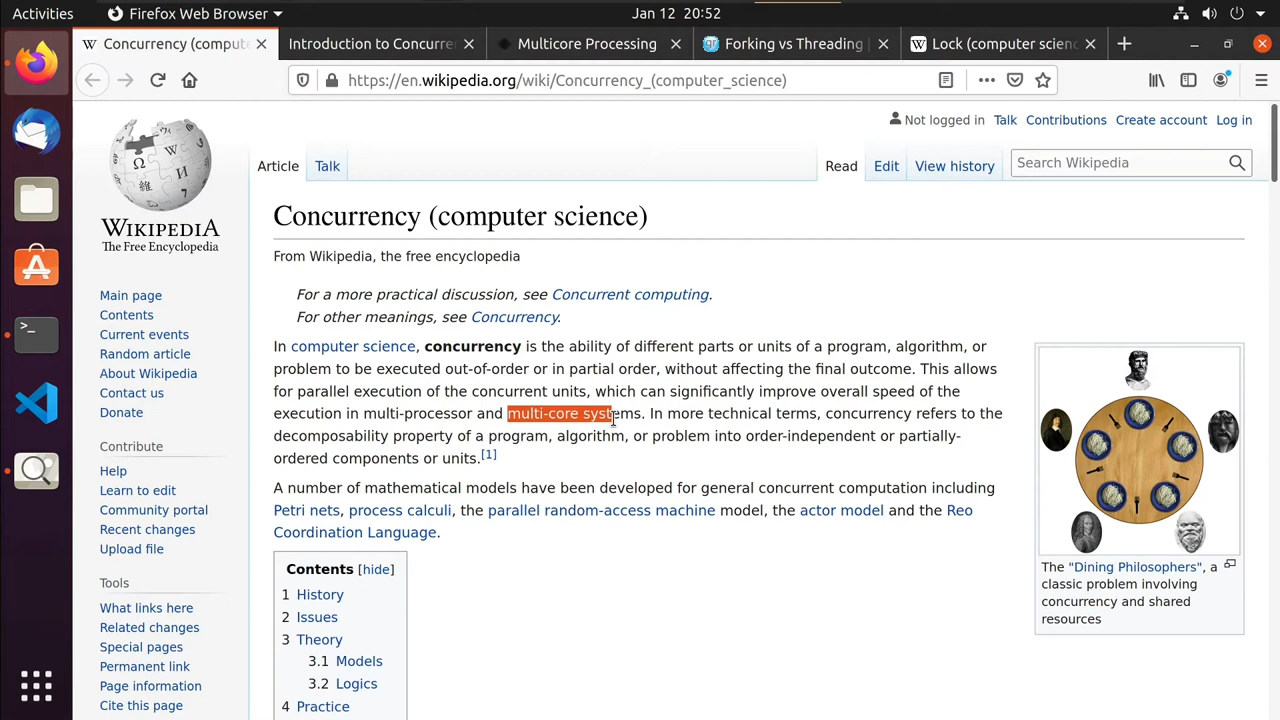 Activities Firefox Web Browser Jan 12 20:52
Concurrency (compute Introduction to Concurre Multicore Processing Forking vs Threading | Lock (computer scienc
https://en.wikipedia.org/wiki/Concurrency_(computer_science)
Not logged in Talk Contributions Create account Log in
Article Talk Read Edit View history Search Wikipedia
WIKIPEDIA
The Free Encyclopedia
Concurrency (computer science)
From Wikipedia, the free encyclopedia
For a more practical discussion, see Concurrent computing.
For other meanings, see Concurrency.
In computer science, concurrency is the ability of different parts or units of a program, algorithm, or
problem to be executed out-of-order or in partial order, without affecting the final outcome. This allows
for parallel execution of the concurrent units, which can significantly improve overall speed of the
execution in multi-processor and multi-core systems. In more technical terms, concurrency refers to the
decomposability property of a program, algorithm, or problem into order-independent or partially-
ordered components or units.[1]
A number of mathematical models have been developed for general concurrent computation including
Petri nets, process calculi, the parallel random-access machine model, the actor model and the Reo
Coordination Language.
Contents [hide]
1 History
2 Issues
3 Theory
3.1 Models
3.2 Logics
4 Practice
The "Dining Philosophers", a
classic problem involving
concurrency and shared
resources
Main page
Contents
Current events
Random article
About Wikipedia
Contact us
Donate
Contribute
Help
Learn to edit
Community portal
Recent changes
Upload file
Tools
What links here
Related changes
Special pages
Permanent link
Page information
Cite this page